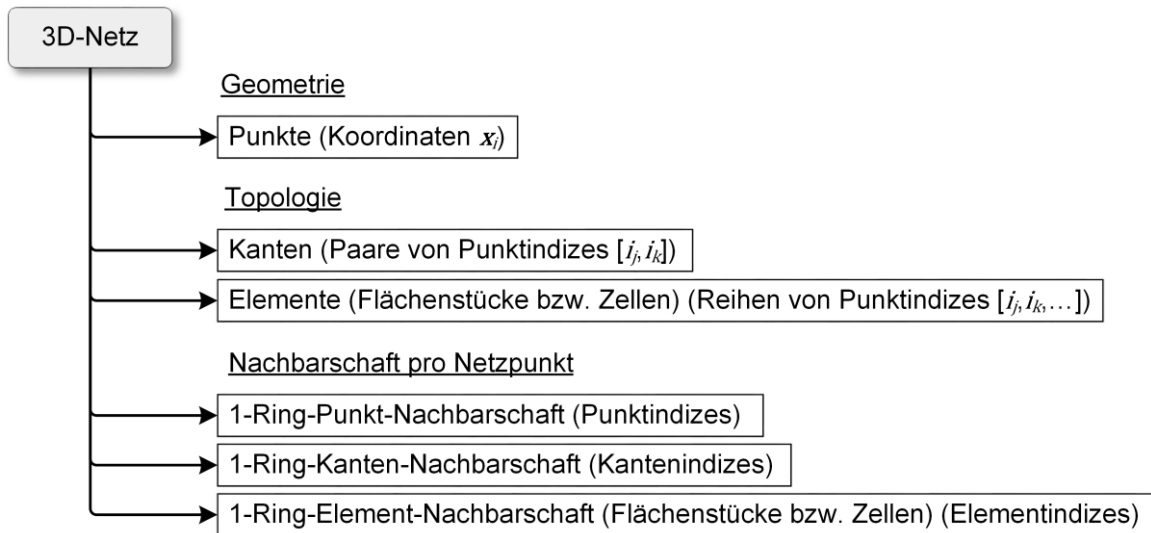 3D-Netz
Geometrie
Punkte (Koordinaten xᵢ)
Topologie
Kanten (Paare von Punktindizes [iⱼ,iₖ])
Elemente (Flächenstücke bzw. Zellen) (Reihen von Punktindizes [iⱼ,iₖ,…])
Nachbarschaft pro Netzpunkt
1-Ring-Punkt-Nachbarschaft (Punktindizes)
1-Ring-Kanten-Nachbarschaft (Kantenindizes)
1-Ring-Element-Nachbarschaft (Flächenstücke bzw. Zellen) (Elementindizes)